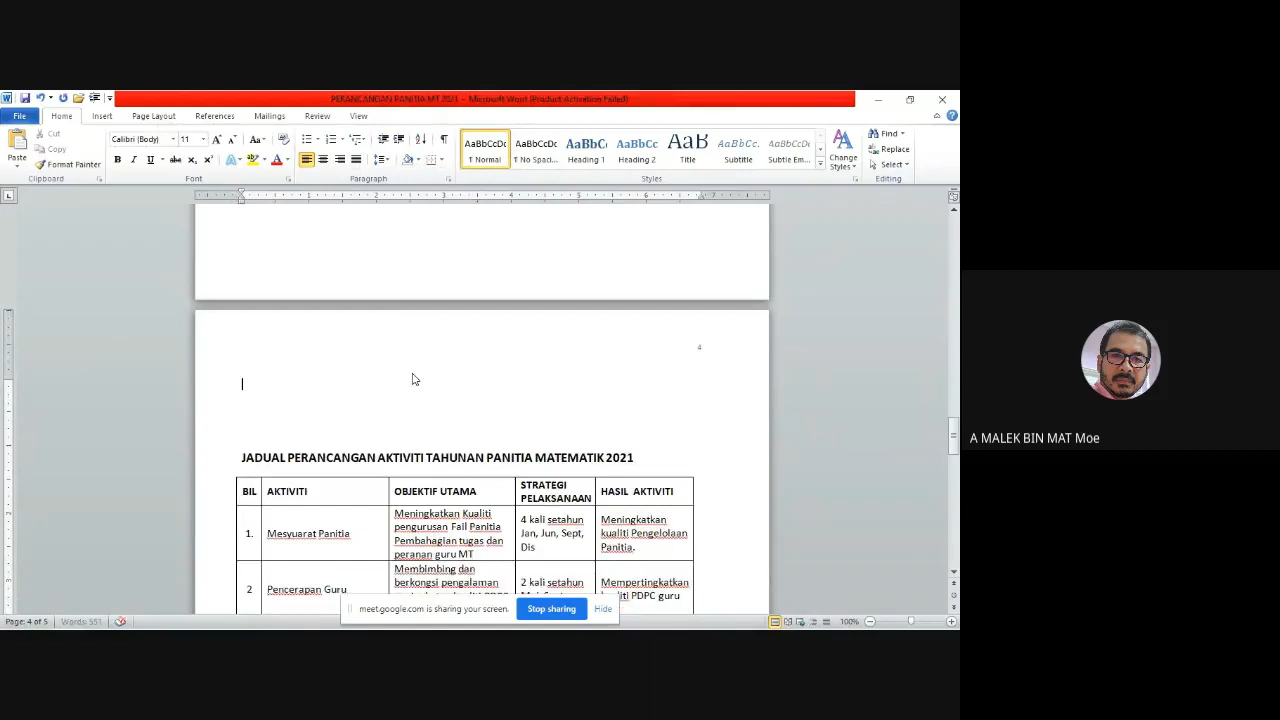 PERANCANGAN PANITIA MT 2021 - Microsoft Word (Product Activation Failed)
File Home Insert Page Layout References Mailings Review View
Cut
Copy
Format Painter
Paste
Clipboard
Calibri (Body) 11
Font
Paragraph
AaBbCcDc AaBbCcDc AaBbCc AaBbCc AaBb AaBbCc. AaBbCcDc
¶ Normal ¶ No Spac... Heading 1 Heading 2 Title Subtitle Subtle Em...
Styles
Change Styles
Find
Replace
Select
Editing
4
JADUAL PERANCANGAN AKTIVITI TAHUNAN PANITIA MATEMATIK 2021
BIL AKTIVITI OBJEKTIF UTAMA STRATEGI PELAKSANAAN HASIL AKTIVITI
1. Mesyuarat Panitia
Meningkatkan Kualiti
pengurusan Fail Panitia
Pembahagian tugas dan
peranan guru MT
4 kali setahun
Jan, Jun, Sept,
Dis
Meningkatkan
kualiti Pengelolaan
Panitia.
2 Pencerapan Guru
Membimbing dan
berkongsi pengalaman
2 kali setahun
Mempertingkatkan
kualiti PDPC guru
meet.google.com is sharing your screen. Stop sharing Hide
Page: 4 of 5 Words: 551 100%
A MALEK BIN MAT Moe